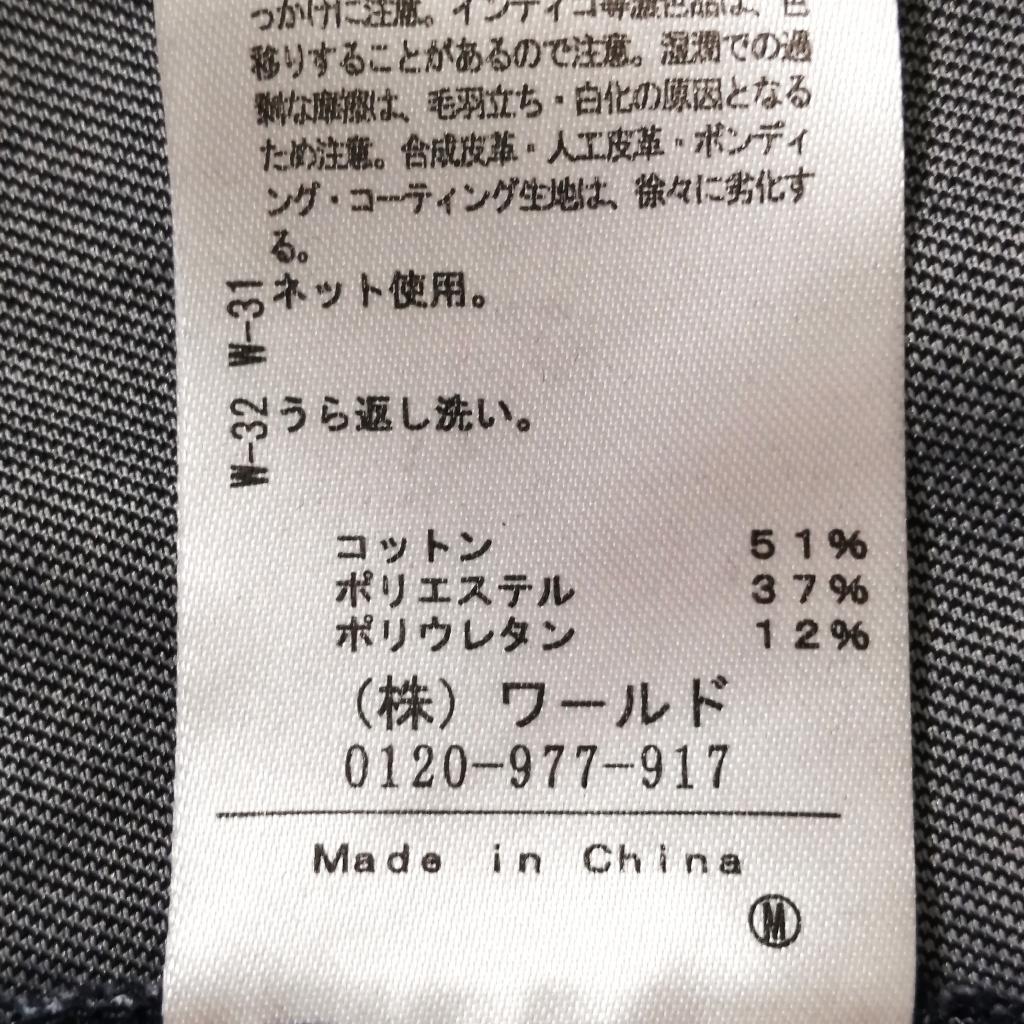 っかけに注意。インディゴ等濃色品は、色
移りすることがあるので注意。湿潤での過
剰な摩擦は、毛羽立ち・白化の原因となる
ため注意。合成皮革・人工皮革・ボンディ
ング・コーティング生地は、徐々に劣化す
る。
W-31 ネット使用。
W-32 うら返し洗い。
コットン 51%
ポリエステル 37%
ポリウレタン 12%
(株) ワールド
0120-977-917
Made in China
Ⓜ